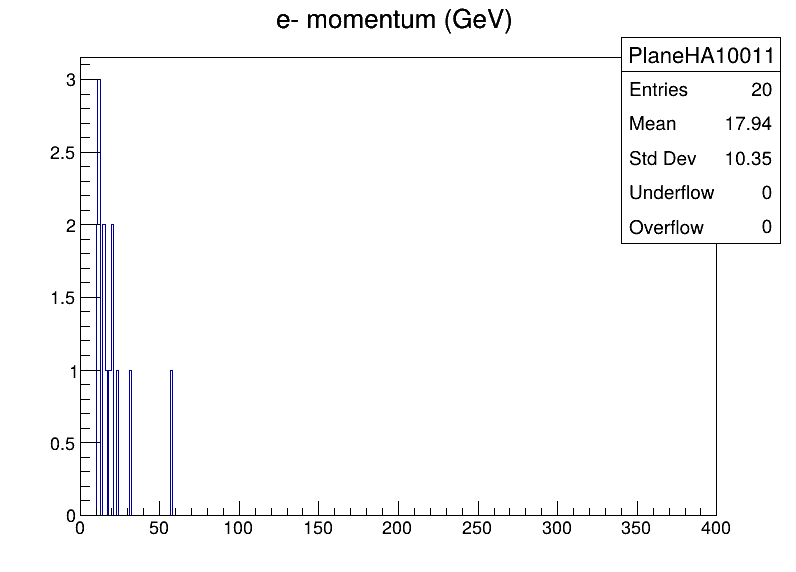 e- momentum (GeV)
PlaneHA10011
Entries 20
Mean 17.94
Std Dev 10.35
Underflow 0
Overflow 0
3
2.5
2
1.5
1
0.5
0
0 50 100 150 200 250 300 350 400